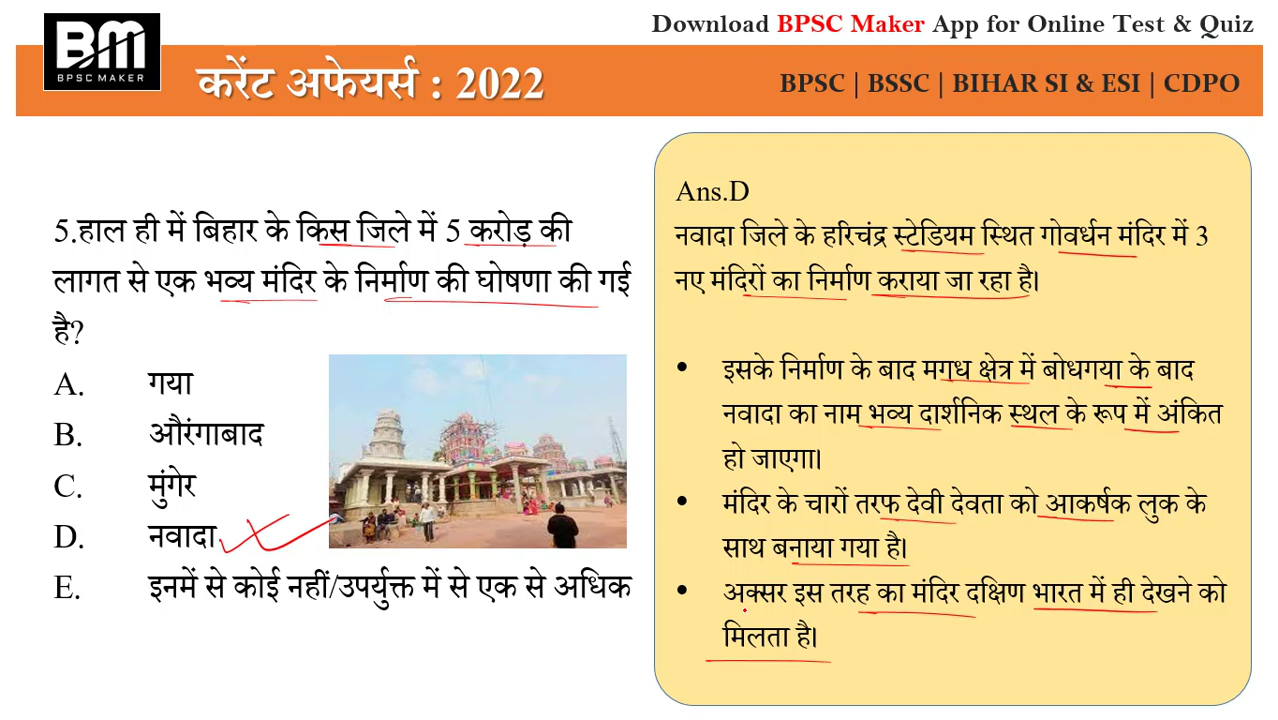 Download BPSC Maker App for Online Test & Quiz
BM
BPSC MAKER
करेंट अफेयर्स : 2022
BPSC | BSSC | BIHAR SI & ESI | CDPO
5.हाल ही में बिहार के किस जिले में 5 करोड़ की
लागत से एक भव्य मंदिर के निर्माण की घोषणा की गई
है?
A. गया
B. औरंगाबाद
C. मुंगेर
D. नवादा
E. इनमें से कोई नहीं/उपर्युक्त में से एक से अधिक
Ans.D
नवादा जिले के हरिचंद्र स्टेडियम स्थित गोवर्धन मंदिर में 3
नए मंदिरों का निर्माण कराया जा रहा है।
• इसके निर्माण के बाद मगध क्षेत्र में बोधगया के बाद
नवादा का नाम भव्य दार्शनिक स्थल के रूप में अंकित
हो जाएगा।
• मंदिर के चारों तरफ देवी देवता को आकर्षक लुक के
साथ बनाया गया है।
• अक्सर इस तरह का मंदिर दक्षिण भारत में ही देखने को
मिलता है।